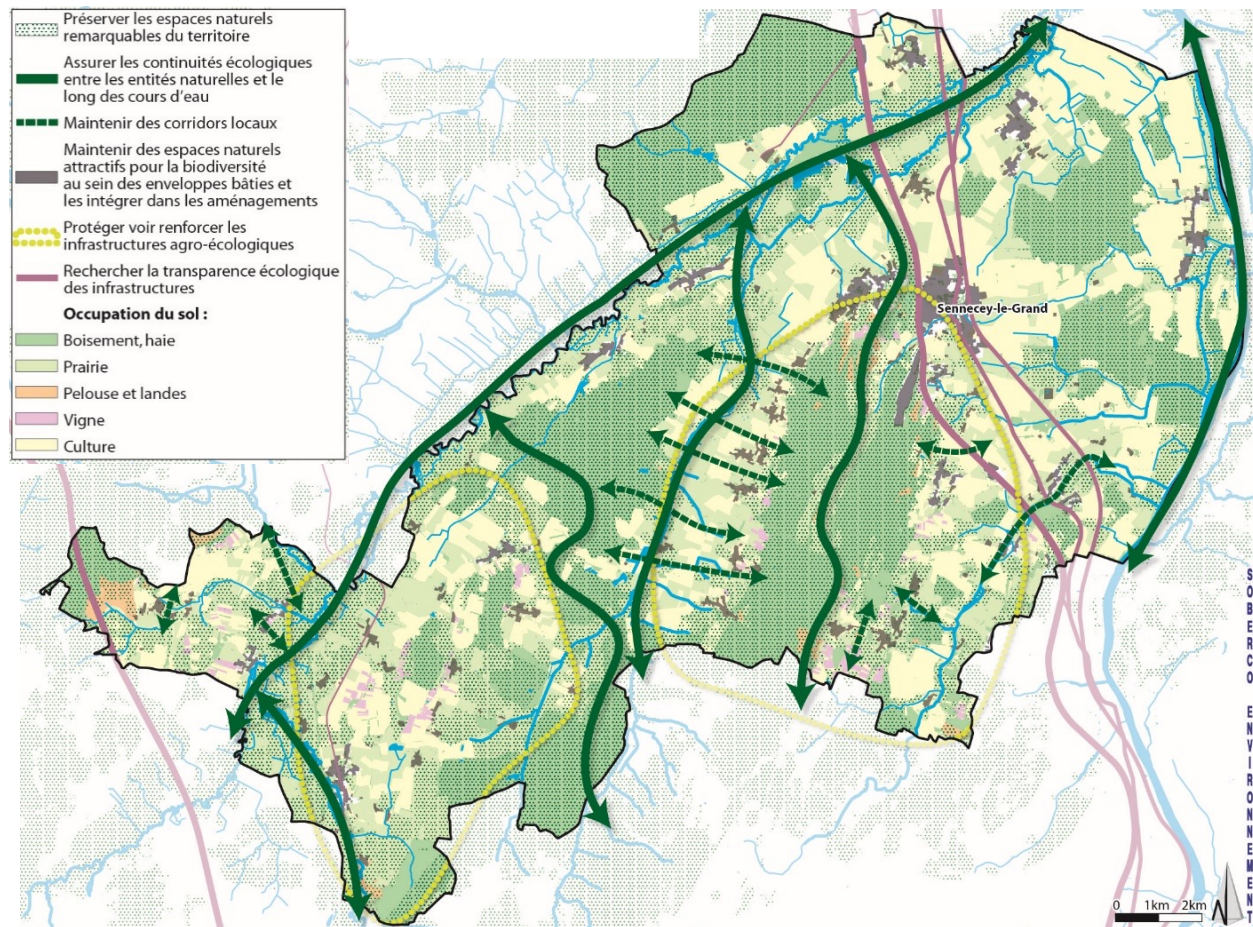 Préserver les espaces naturels
remarquables du territoire
Assurer les continuités écologiques
entre les entités naturelles et le
long des cours d'eau
Maintenir des corridors locaux
Maintenir des espaces naturels
attractifs pour la biodiversité
au sein des enveloppes bâties et
les intégrer dans les aménagements
Protéger voir renforcer les
infrastructures agro-écologiques
Rechercher la transparence écologique
des infrastructures
Occupation du sol :
Boisement, haie
Prairie
Pelouse et landes
Vigne
Culture
Sennecey-le-Grand
SOBERCO ENVIRONNEMENT
0 1km 2km
N